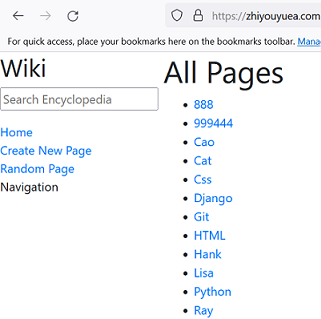 https://zhiyouyuea.com
For quick access, place your bookmarks here on the bookmarks toolbar. Mana
Wiki
Search Encyclopedia
Home
Create New Page
Random Page
Navigation
All Pages
888
999444
Cao
Cat
Css
Django
Git
HTML
Hank
Lisa
Python
Ray